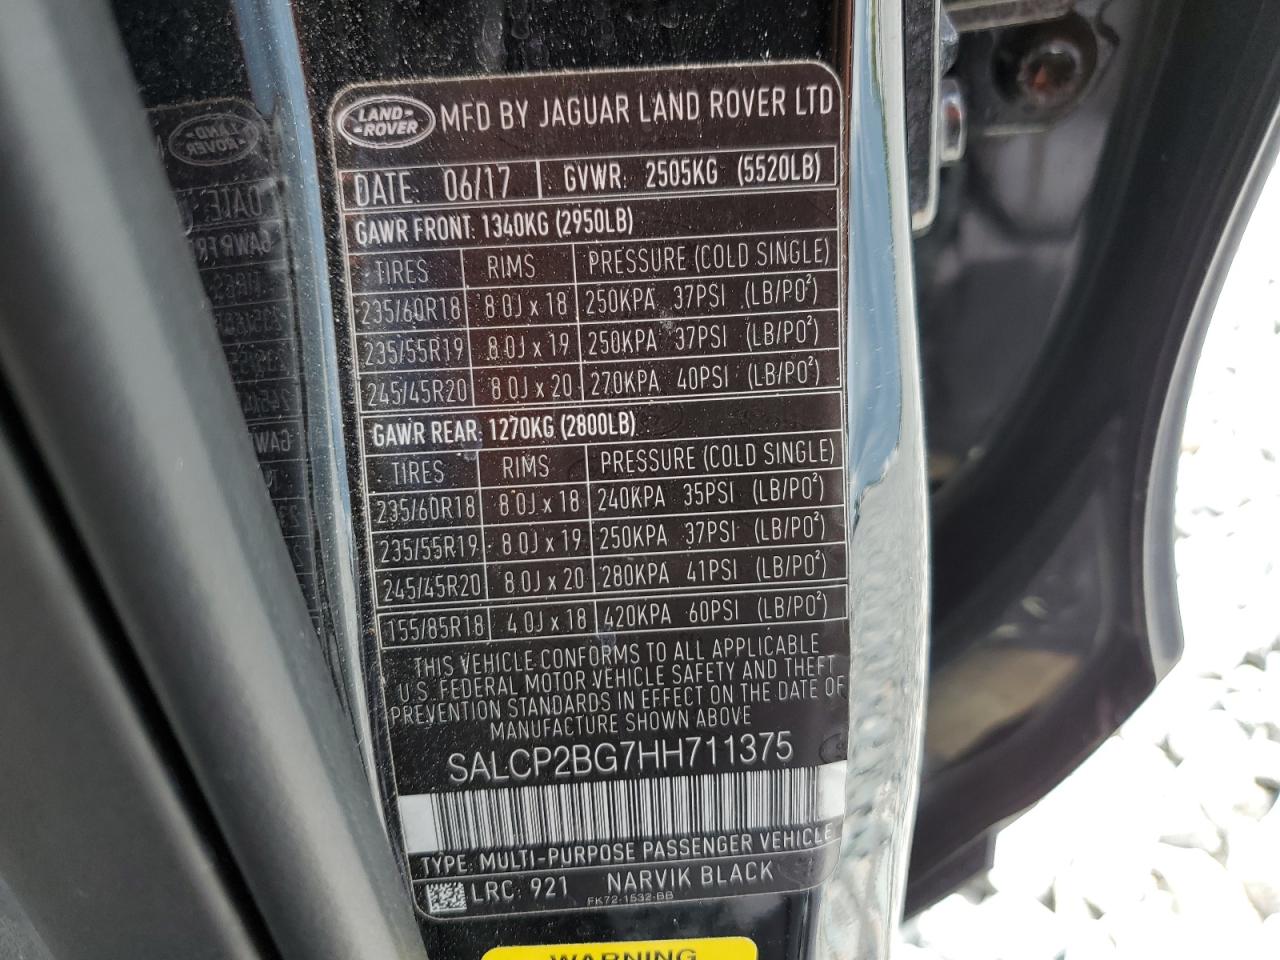 LAND-
-ROVER
MFD BY JAGUAR LAND ROVER LTD
DATE: 06/17 GVWR: 2505KG (5520LB)
GAWR FRONT: 1340KG (2950LB)
TIRES RIMS PRESSURE (COLD SINGLE)
235/60R18 8.0J x 18 250KPA 37PSI (LB/PO²)
235/55R19 8.0J x 19 250KPA 37PSI (LB/PO²)
245/45R20 8.0J x 20 270KPA 40PSI (LB/PO²)
GAWR REAR: 1270KG (2800LB)
TIRES RIMS PRESSURE (COLD SINGLE)
235/60R18 8.0J x 18 240KPA 35PSI (LB/PO²)
235/55R19 8.0J x 19 250KPA 37PSI (LB/PO²)
245/45R20 8.0J x 20 280KPA 41PSI (LB/PO²)
155/85R18 4.0J x 18 420KPA 60PSI (LB/PO²)
THIS VEHICLE CONFORMS TO ALL APPLICABLE
U.S. FEDERAL MOTOR VEHICLE SAFETY AND THEFT
PREVENTION STANDARDS IN EFFECT ON THE DATE OF
MANUFACTURE SHOWN ABOVE
SALCP2BG7HH711375
TYPE: MULTI-PURPOSE PASSENGER VEHICLE
LRC: 921 NARVIK BLACK
FK72-1532-BB
WARNING